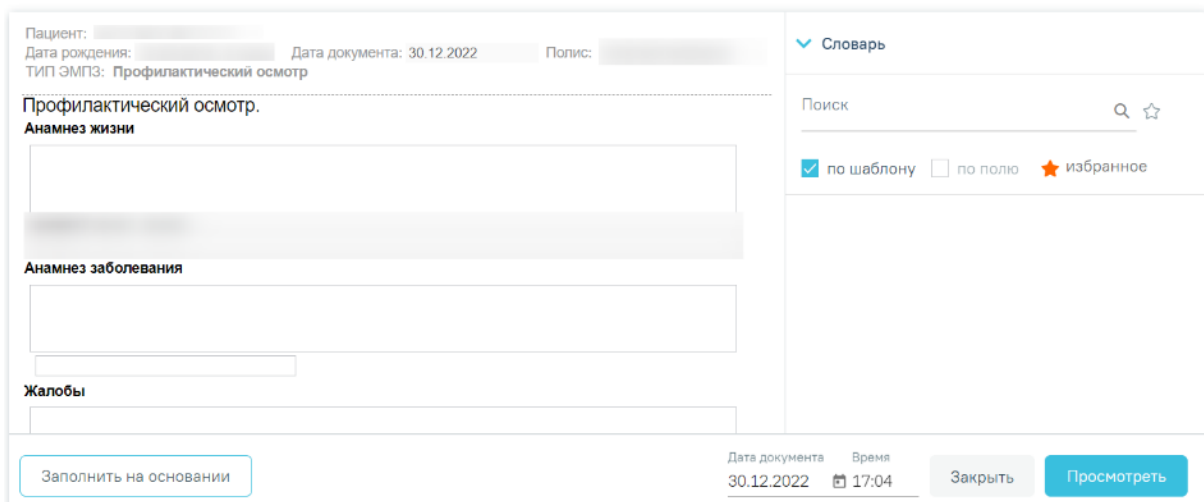 Пациент:
Дата рождения: Дата документа: 30.12.2022 Полис:
ТИП ЭМПЗ: Профилактический осмотр
Профилактический осмотр.
Анамнез жизни
Анамнез заболевания
Жалобы
Словарь
Поиск
по шаблону по полю избранное
Заполнить на основании
Дата документа Время
30.12.2022 17:04
Закрыть Просмотреть